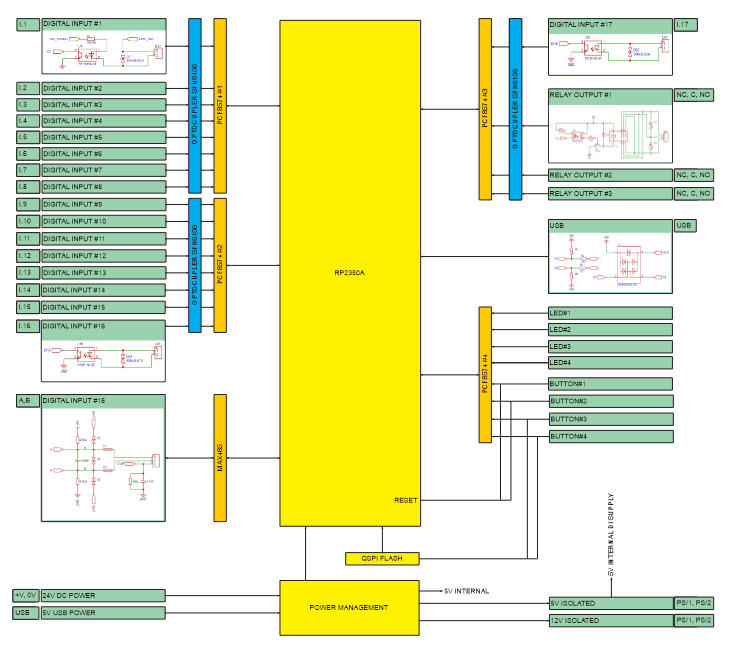 I.1 DIGITAL INPUT #1
I.2 DIGITAL INPUT #2
I.3 DIGITAL INPUT #3
I.4 DIGITAL INPUT #4
I.5 DIGITAL INPUT #5
I.6 DIGITAL INPUT #6
I.7 DIGITAL INPUT #7
I.8 DIGITAL INPUT #8
OPTOCUPLER SFH6156
PCF8574 #1
I.9 DIGITAL INPUT #9
I.10 DIGITAL INPUT #10
I.11 DIGITAL INPUT #11
I.12 DIGITAL INPUT #12
I.13 DIGITAL INPUT #13
I.14 DIGITAL INPUT #14
I.15 DIGITAL INPUT #15
I.16 DIGITAL INPUT #16
OPTOCUPLER SFH6156
PCF8574 #2
A,B DIGITAL INPUT #16
MAX485
RP2350A
RESET
QSPI FLASH
PCF8574 #3
OPTOCUPLER SFH6156
DIGITAL INPUT #17 I.17
GND
RELAY OUTPUT #1 NC, C, NO
RELAY OUTPUT #2 NC, C, NO
RELAY OUTPUT #3 NC, C, NO
USB USB
PCF8574 #4
LED#1
LED#2
LED#3
LED#4
BUTTON#1
BUTTON#2
BUTTON#3
BUTTON#4
+V, 0V 24V DC POWER
USB 5V USB POWER
POWER MANAGEMENT
5V INTERNAL
5V INTERNAL DI SUPPLY
5V ISOLATED PS/1, PS/2
12V ISOLATED PS/1, PS/2